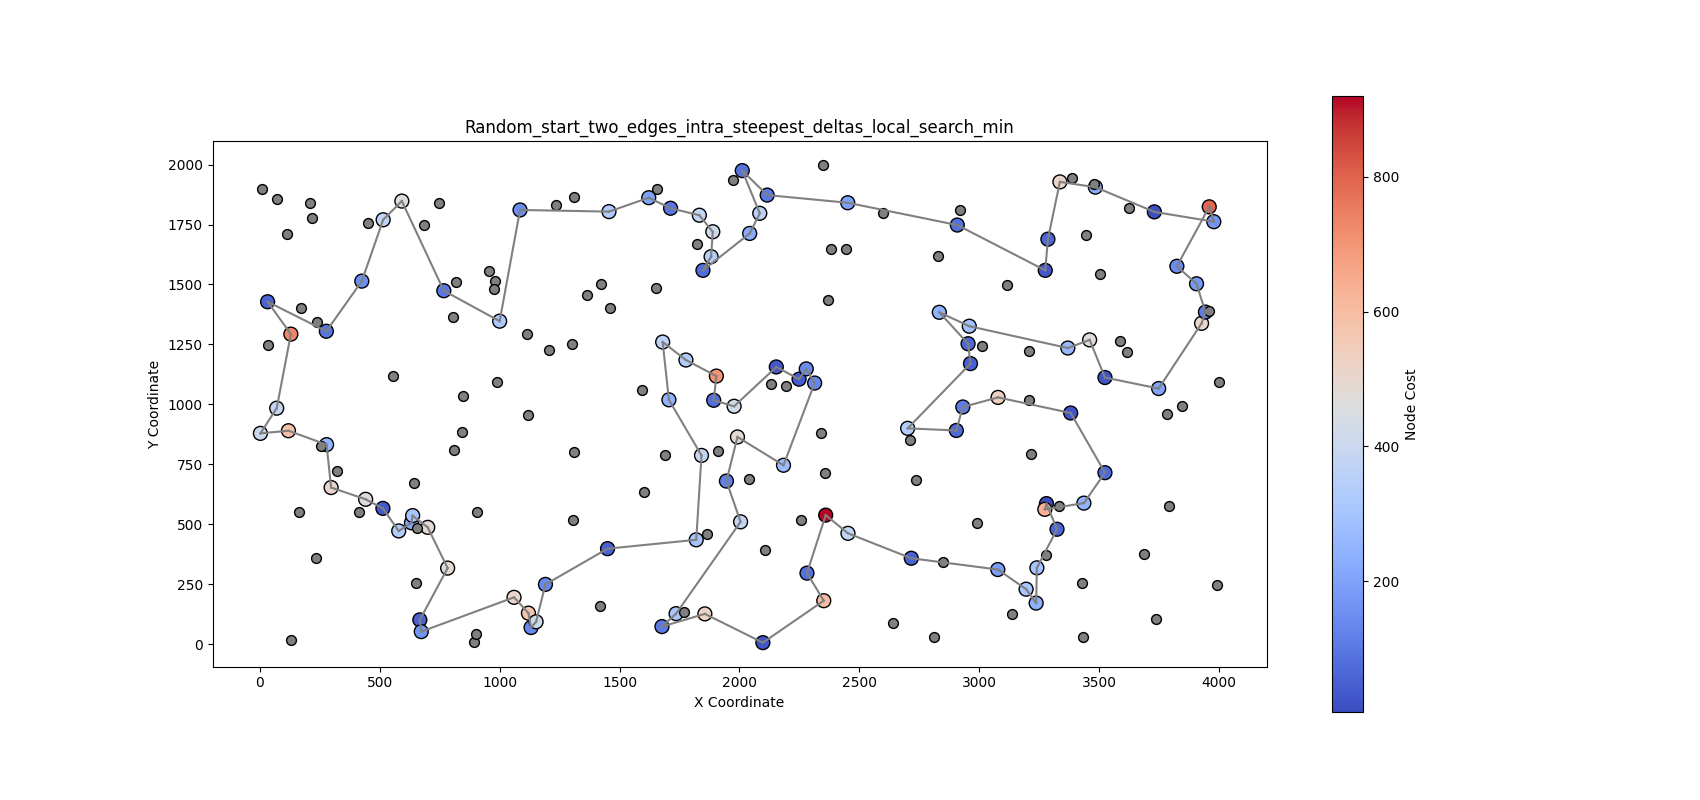 Random_start_two_edges_intra_steepest_deltas_local_search_min
Y Coordinate
2000
1750
1500
1250
1000
750
500
250
0
0 500 1000 1500 2000 2500 3000 3500 4000
X Coordinate
800
600
400
200
Node Cost